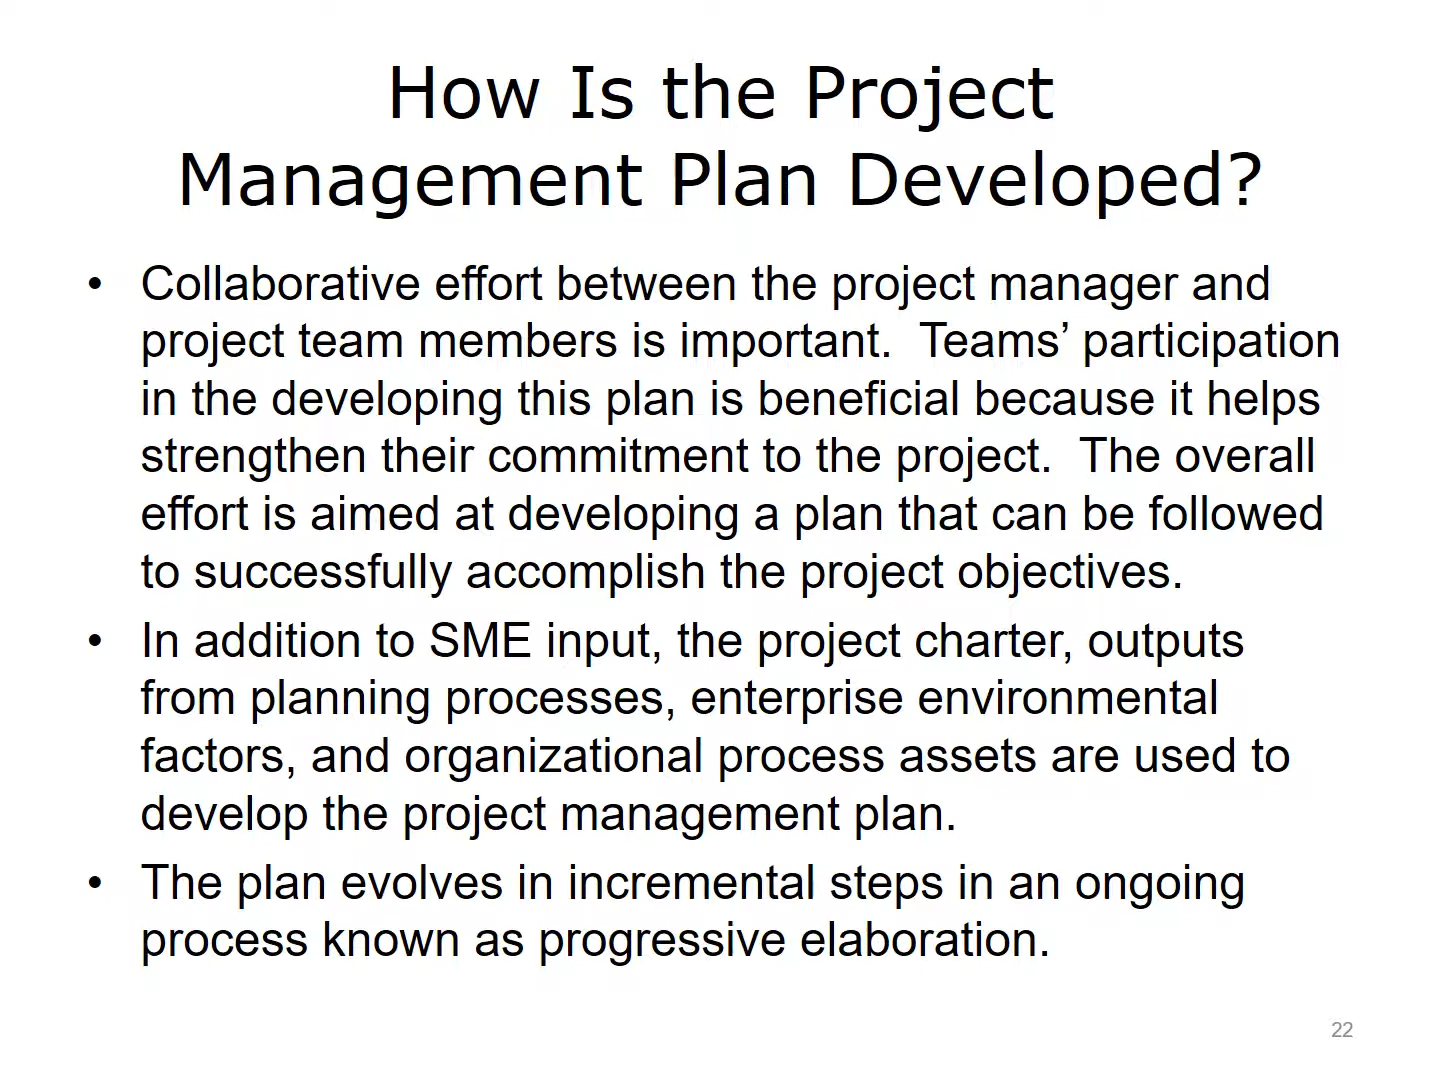 How Is the Project
Management Plan Developed?
• Collaborative effort between the project manager and
project team members is important.  Teams’ participation
in the developing this plan is beneficial because it helps
strengthen their commitment to the project.  The overall
effort is aimed at developing a plan that can be followed
to successfully accomplish the project objectives.
• In addition to SME input, the project charter, outputs
from planning processes, enterprise environmental
factors, and organizational process assets are used to
develop the project management plan.
• The plan evolves in incremental steps in an ongoing
process known as progressive elaboration.
22